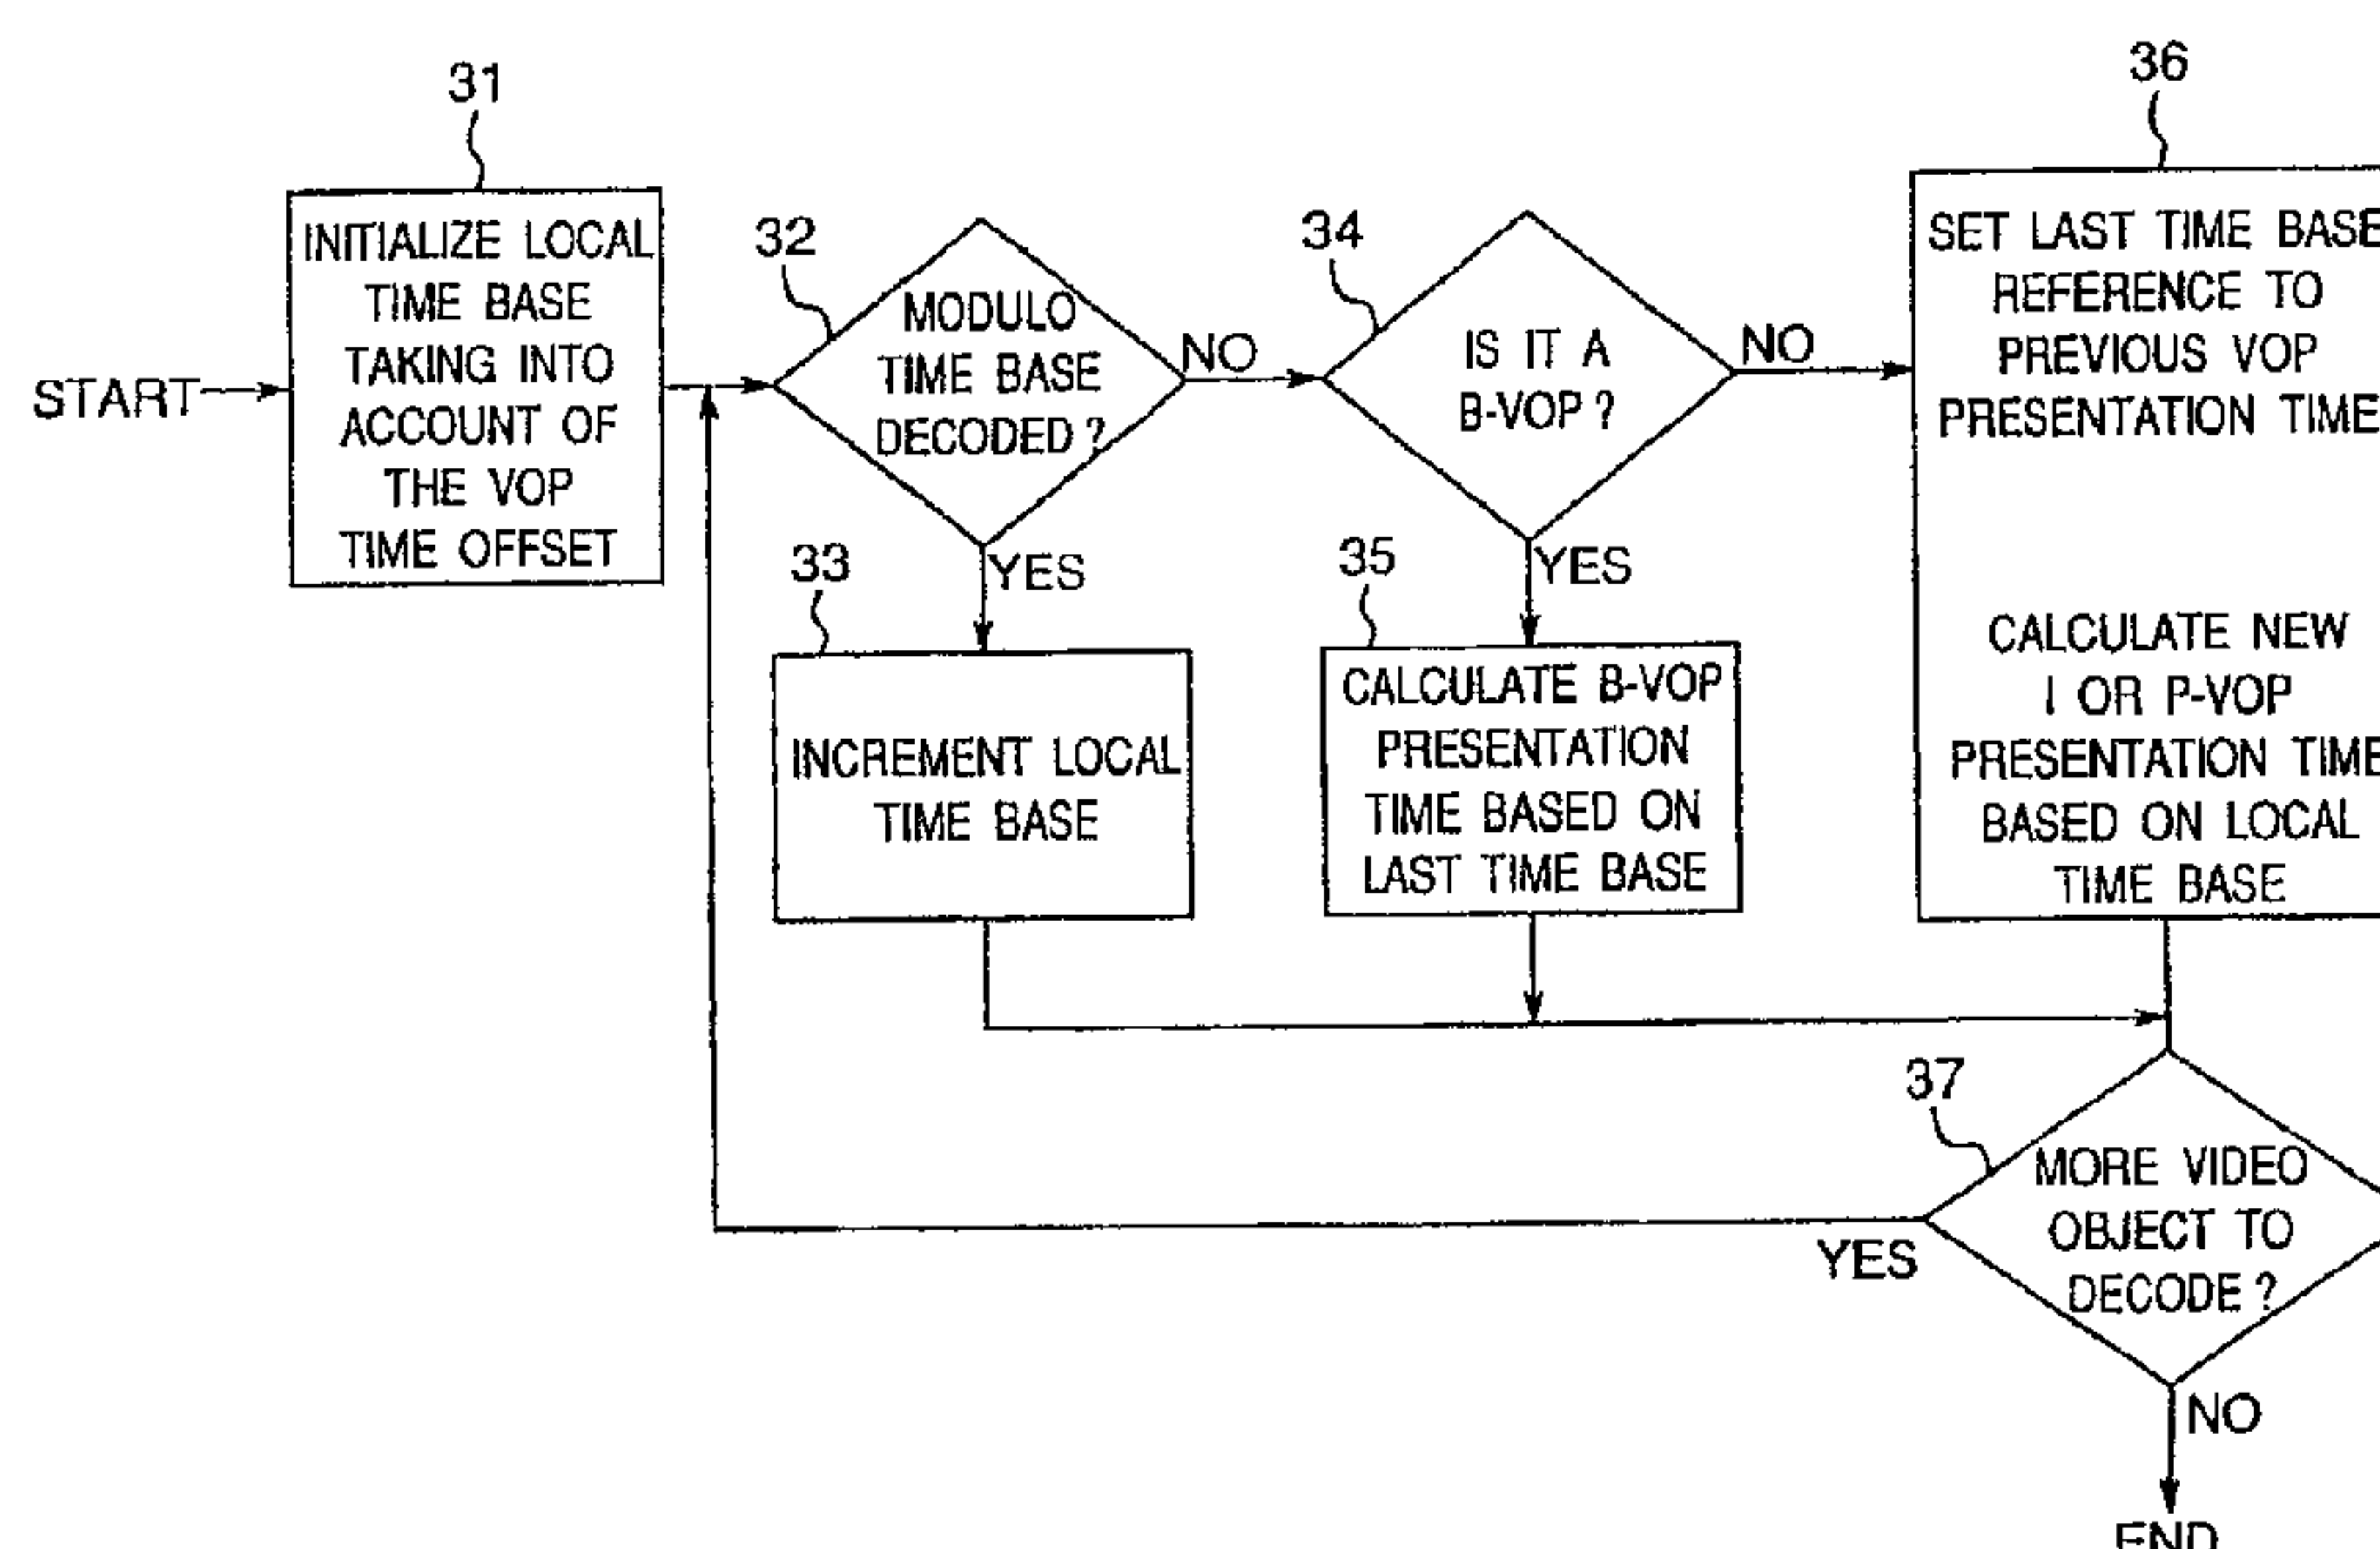 START
31
INITIALIZE LOCAL
TIME BASE
TAKING INTO
ACCOUNT OF
THE VOP
TIME OFFSET
32
MODULO
TIME BASE
DECODED ?
NO
YES
33
INCREMENT LOCAL
TIME BASE
34
IS IT A
B-VOP ?
NO
YES
35
CALCULATE B-VOP
PRESENTATION
TIME BASED ON
LAST TIME BASE
36
SET LAST TIME BASE
REFERENCE TO
PREVIOUS VOP
PRESENTATION TIME
CALCULATE NEW
I OR P-VOP
PRESENTATION TIME
BASED ON LOCAL
TIME BASE
37
MORE VIDEO
OBJECT TO
DECODE ?
YES
NO
END